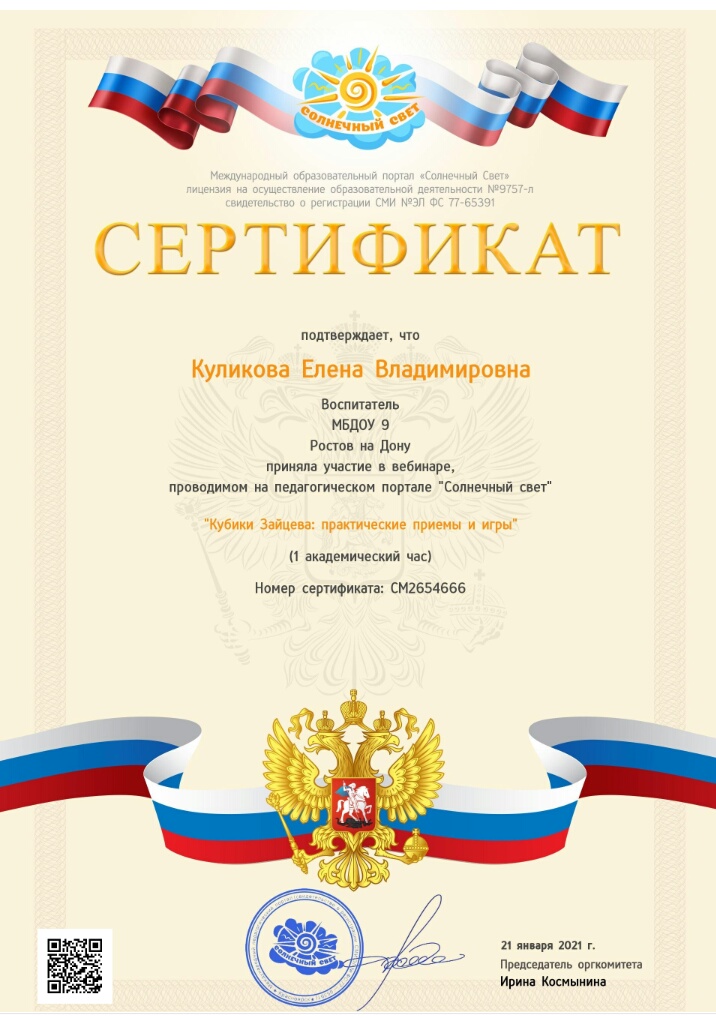 СОЛНЕЧНЫЙ СВЕТ
Международный образовательный портал «Солнечный Свет»
лицензия на осуществление образовательной деятельности №9757-л
свидетельство о регистрации СМИ №ЭЛ ФС 77-65391
СЕРТИФИКАТ
подтверждает, что
Куликова Елена Владимировна
Воспитатель
МБДОУ 9
Ростов на Дону
приняла участие в вебинаре,
проводимом на педагогическом портале "Солнечный свет"
"Кубики Зайцева: практические приемы и игры"
(1 академический час)
Номер сертификата: СМ2654666
СОЛНЕЧНЫЙ СВЕТ
21 января 2021 г.
Председатель оргкомитета
Ирина Космынина